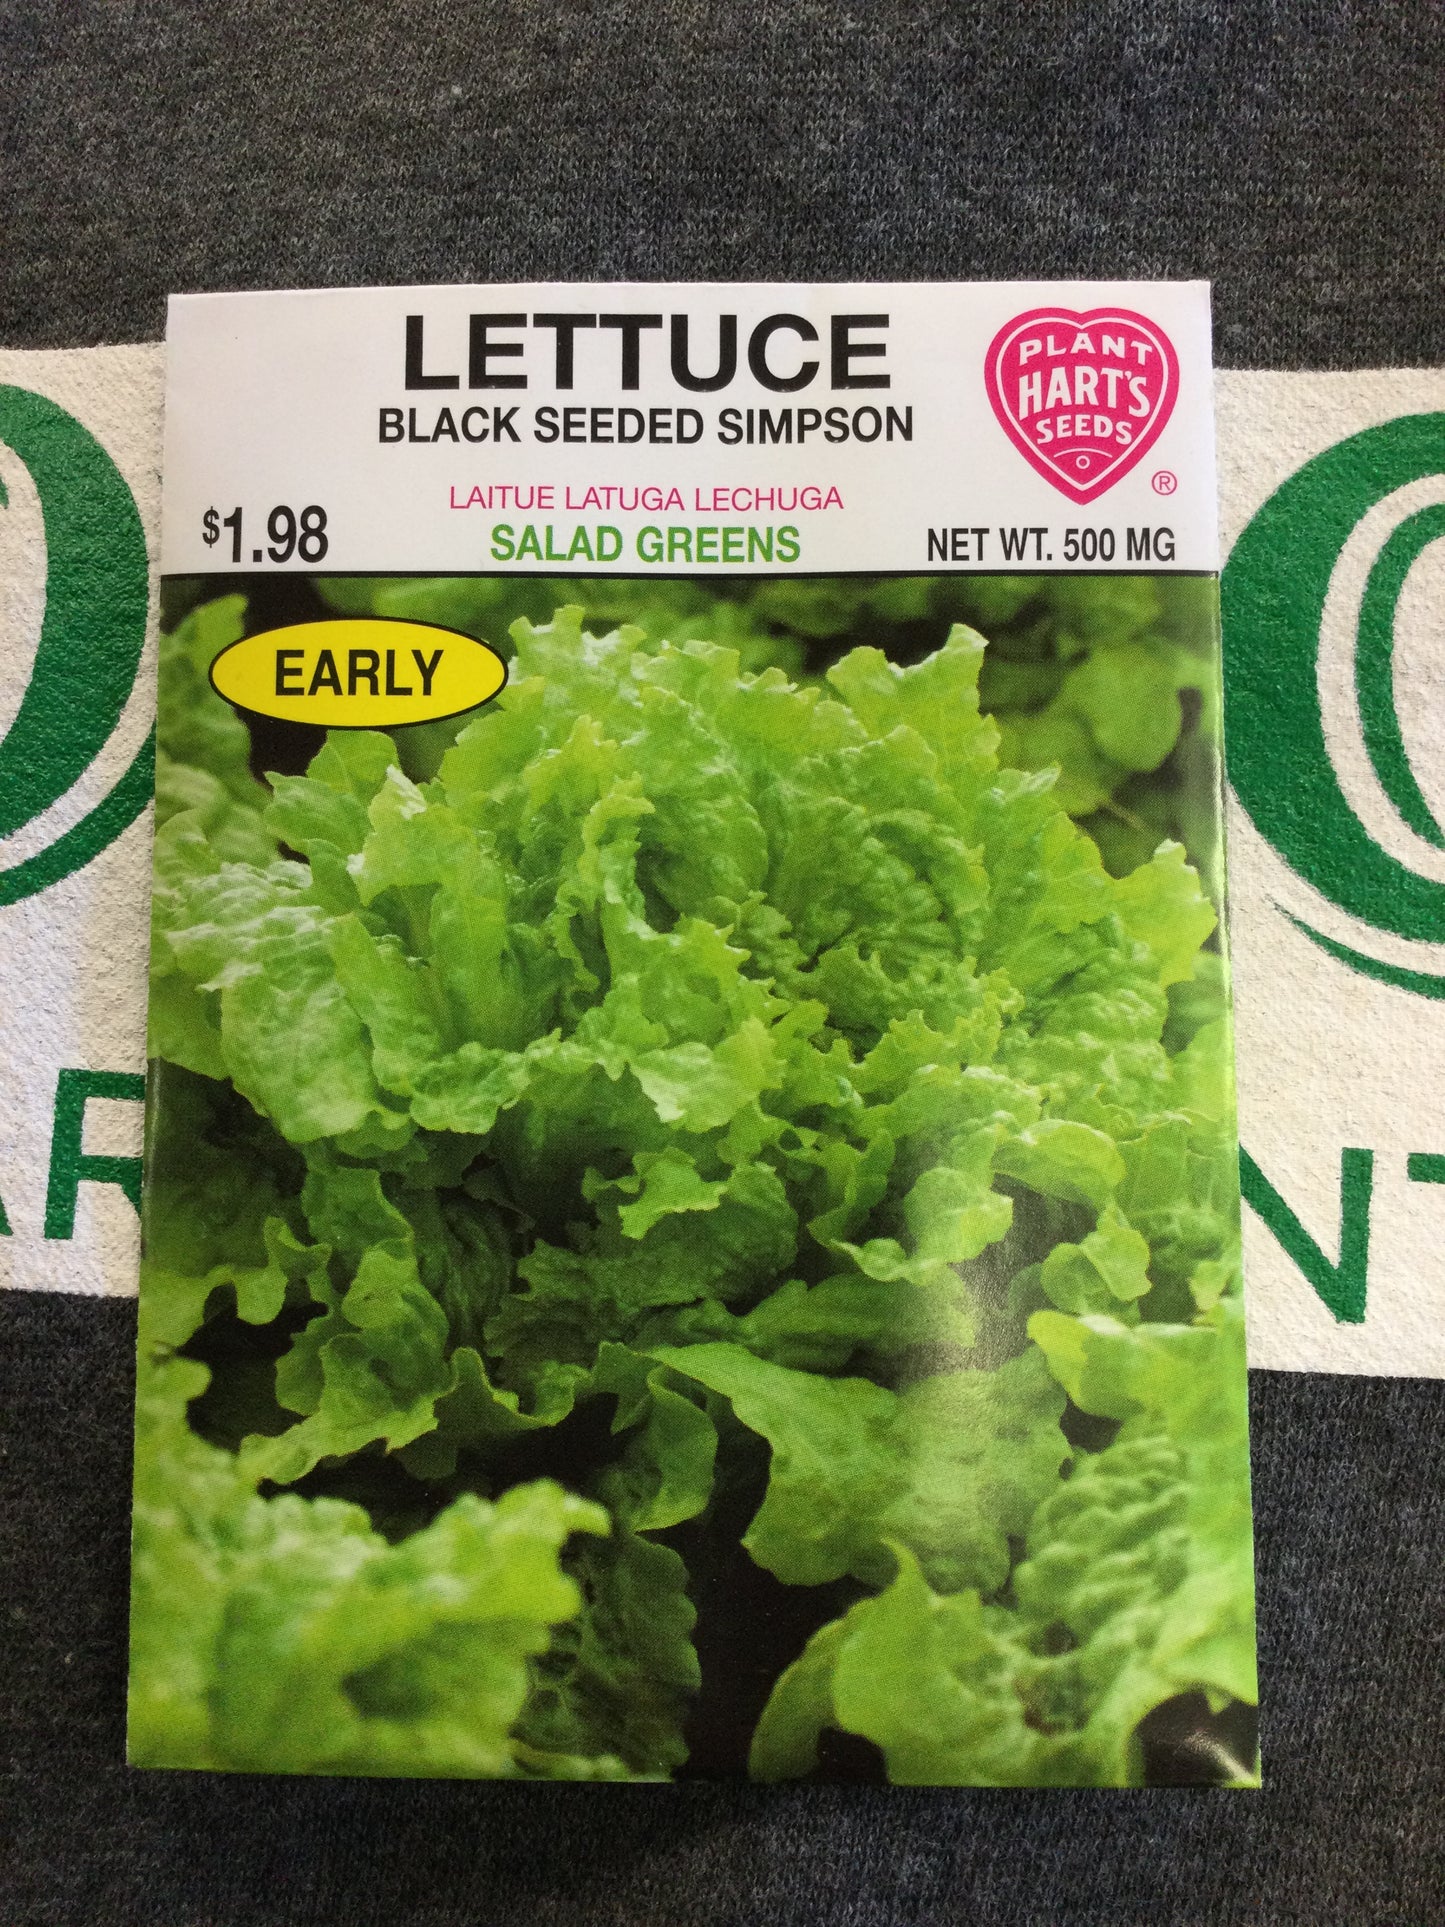 LETTUCE
BLACK SEEDED SIMPSON
LAITUE LATUGA LECHUGA
SALAD GREENS
$1.98
NET WT. 500 MG
PLANT
HART'S
SEEDS
®
EARLY